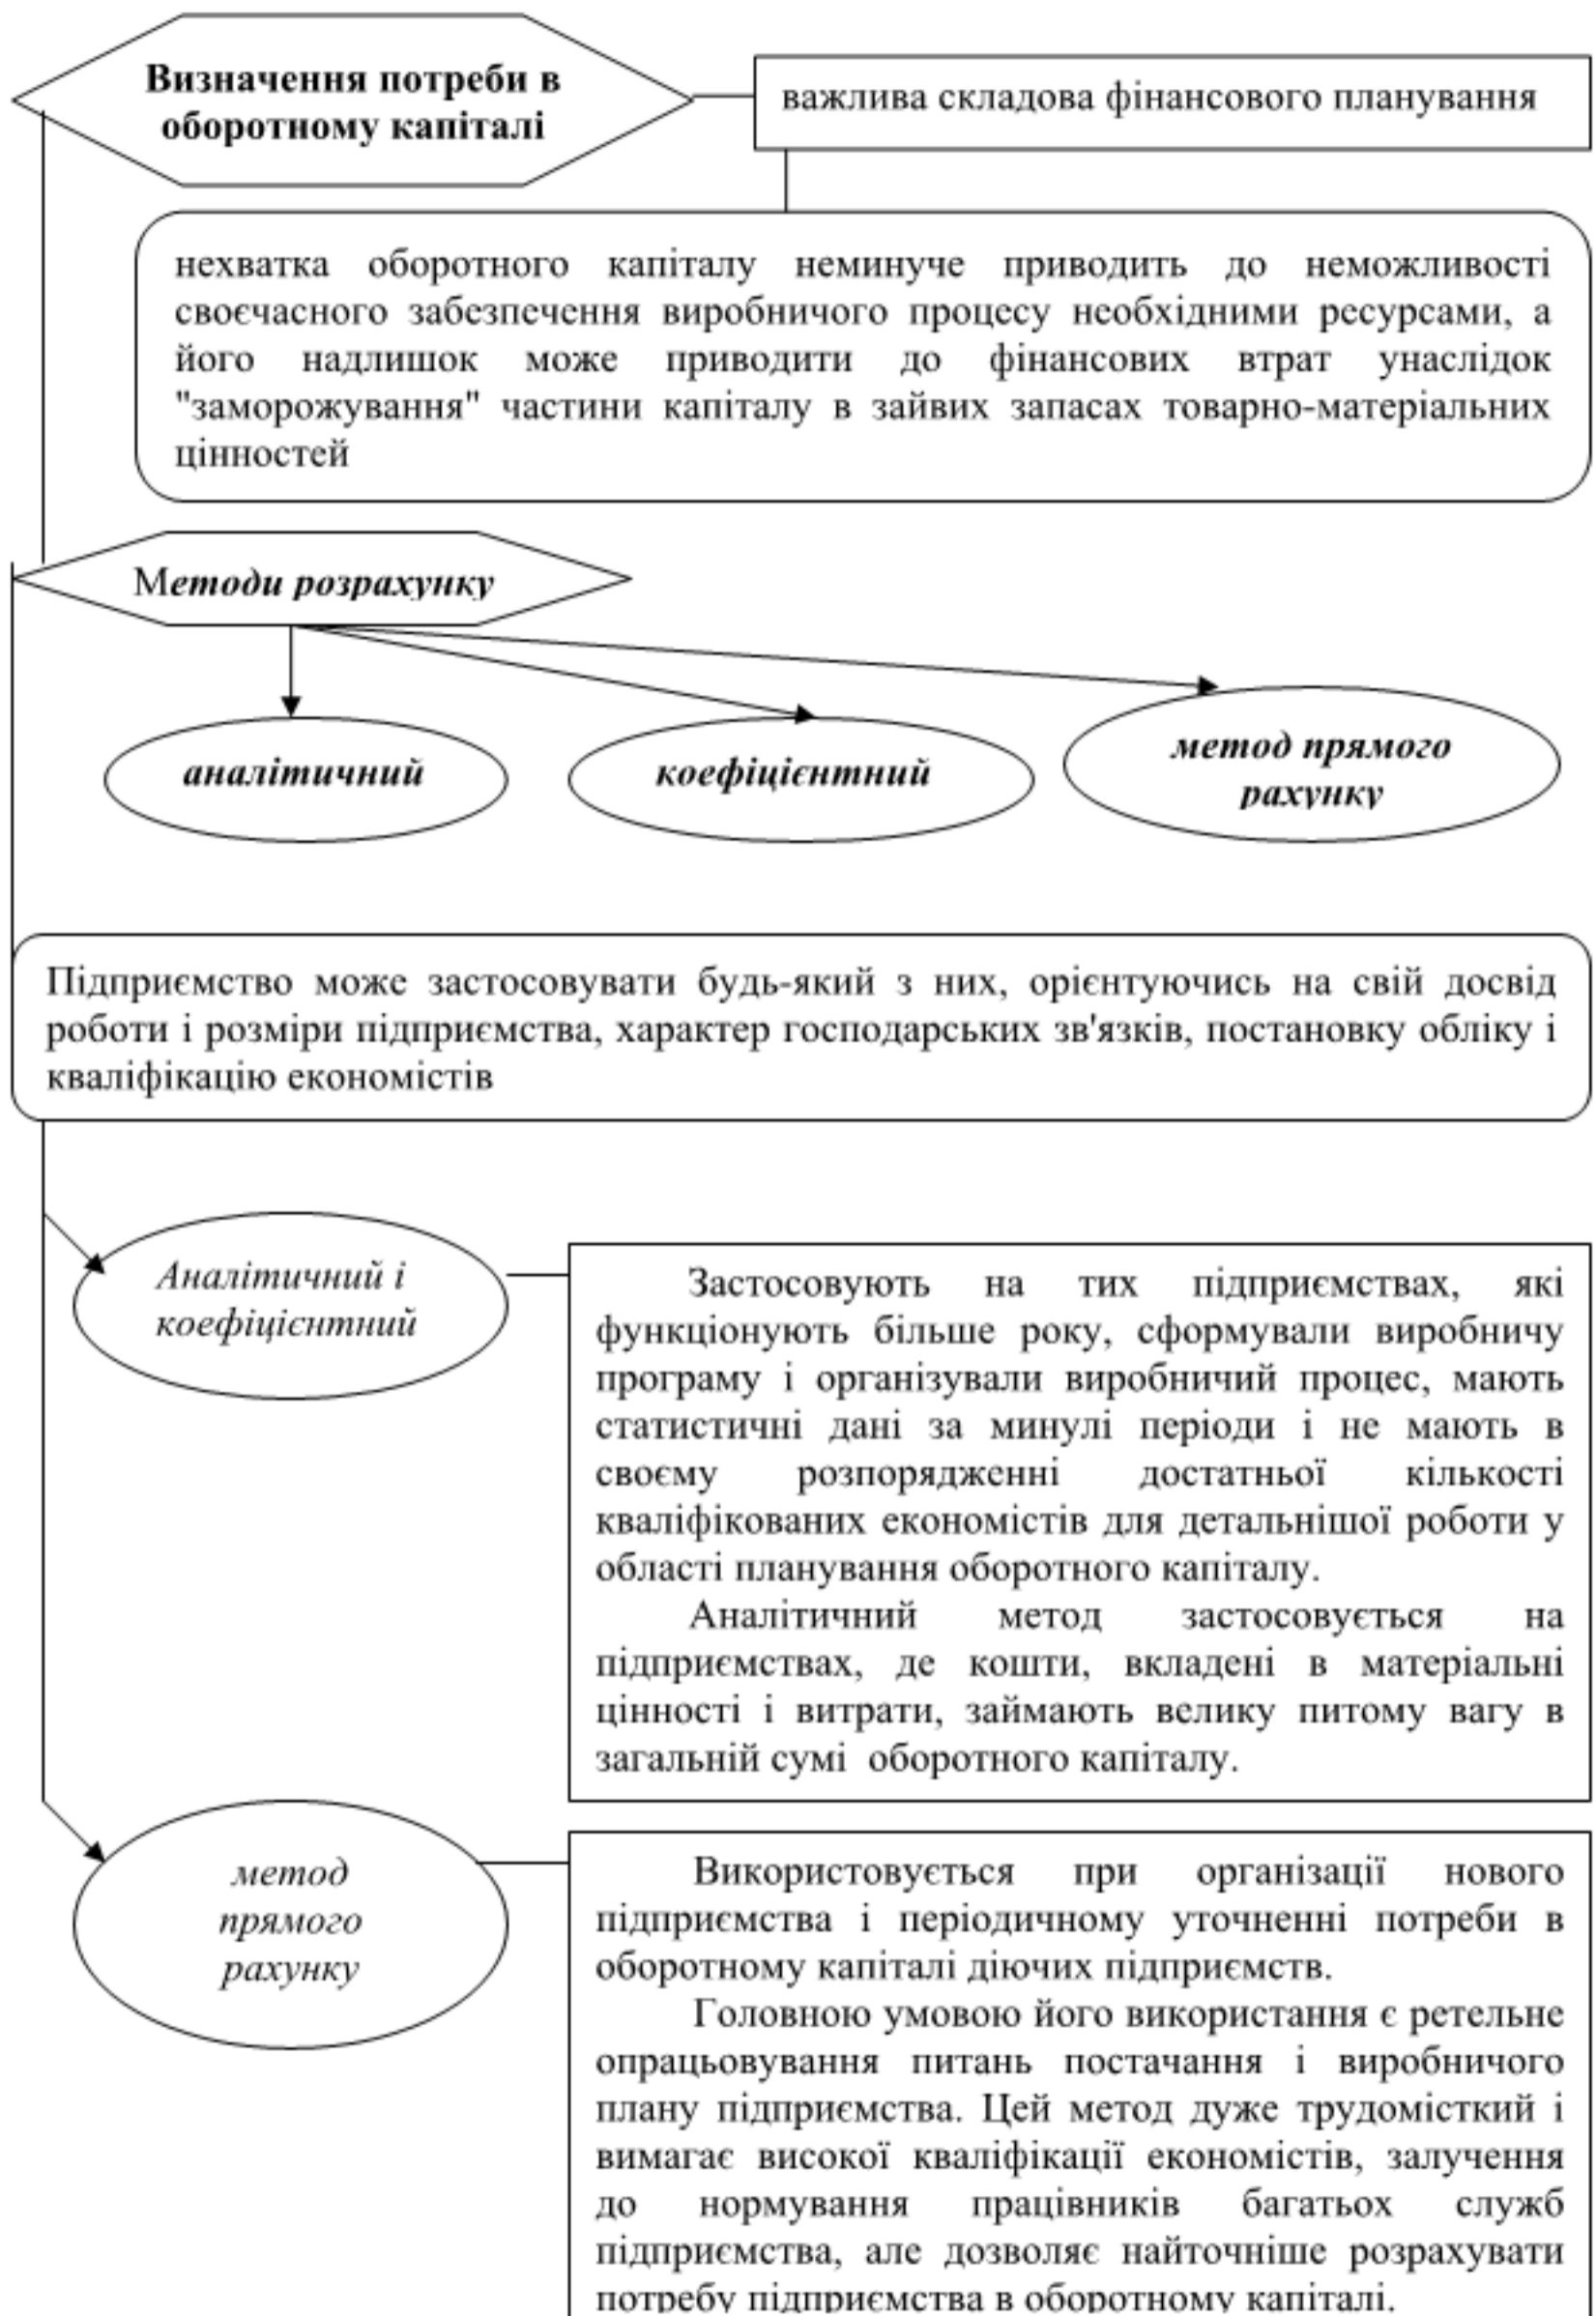 Визначення потреби в
оборотному капіталі
важлива складова фінансового планування
нехватка оборотного капіталу неминуче приводить до неможливості
своєчасного забезпечення виробничого процесу необхідними ресурсами, а
його надлишок може приводити до фінансових втрат унаслідок
"заморожування" частини капіталу в зайвих запасах товарно-матеріальних
цінностей
Методи розрахунку
аналітичний
коефіцієнтний
метод прямого
рахунку
Підприємство може застосовувати будь-який з них, орієнтуючись на свій досвід
роботи і розміри підприємства, характер господарських зв'язків, постановку обліку і
кваліфікацію економістів
Аналітичний і
коефіцієнтний
Застосовують на тих підприємствах, які
функціонують більше року, сформували виробничу
програму і організували виробничий процес, мають
статистичні дані за минулі періоди і не мають в
своєму розпорядженні достатньої кількості
кваліфікованих економістів для детальнішої роботи у
області планування оборотного капіталу.
Аналітичний метод застосовується на
підприємствах, де кошти, вкладені в матеріальні
цінності і витрати, займають велику питому вагу в
загальній сумі оборотного капіталу.
метод
прямого
рахунку
Використовується при організації нового
підприємства і періодичному уточненні потреби в
оборотному капіталі діючих підприємств.
Головною умовою його використання є ретельне
опрацьовування питань постачання і виробничого
плану підприємства. Цей метод дуже трудомісткий і
вимагає високої кваліфікації економістів, залучення
до нормування працівників багатьох служб
підприємства, але дозволяє найточніше розрахувати
потребу підприємства в оборотному капіталі.